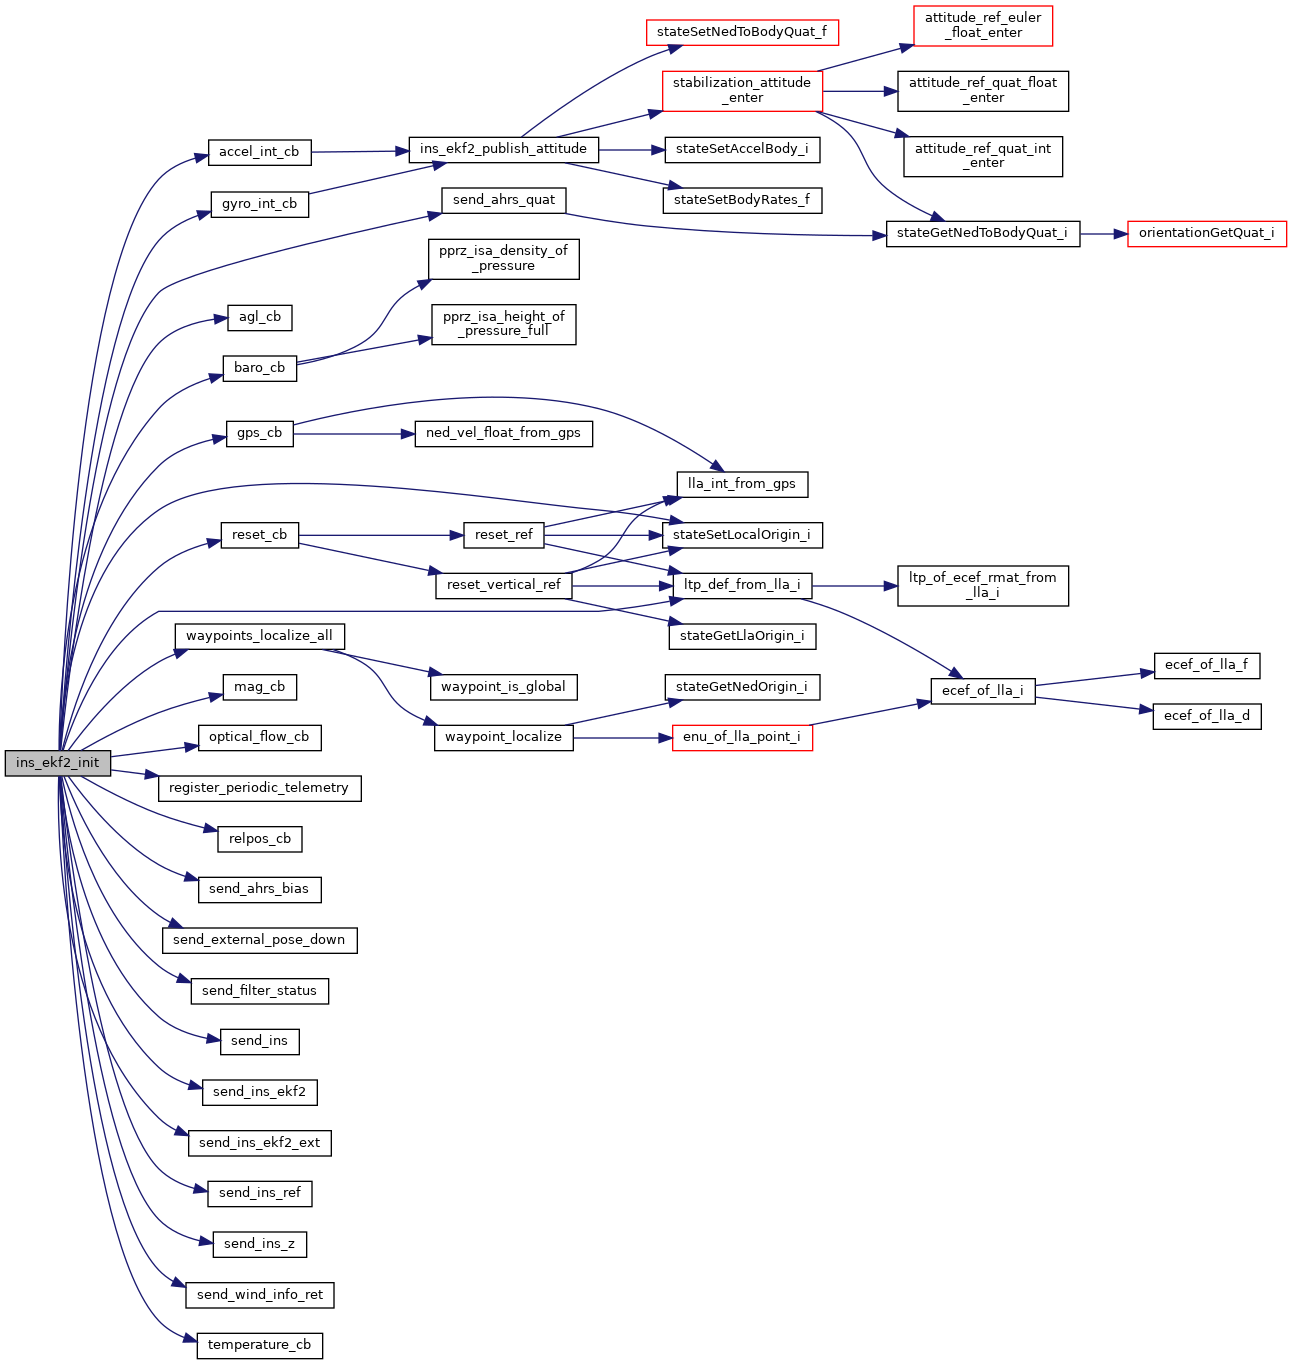 ins_ekf2_init
accel_int_cb
gyro_int_cb
agl_cb
baro_cb
gps_cb
reset_cb
waypoints_localize_all
mag_cb
optical_flow_cb
register_periodic_telemetry
relpos_cb
send_ahrs_bias
send_external_pose_down
send_filter_status
send_ins
send_ins_ekf2
send_ins_ekf2_ext
send_ins_ref
send_ins_z
send_wind_info_ret
temperature_cb
ins_ekf2_publish_attitude
send_ahrs_quat
pprz_isa_density_of
_pressure
pprz_isa_height_of
_pressure_full
ned_vel_float_from_gps
reset_ref
reset_vertical_ref
waypoint_is_global
waypoint_localize
stateSetNedToBodyQuat_f
stabilization_attitude
_enter
stateSetAccelBody_i
stateSetBodyRates_f
lla_int_from_gps
stateSetLocalOrigin_i
ltp_def_from_lla_i
stateGetLlaOrigin_i
stateGetNedOrigin_i
enu_of_lla_point_i
attitude_ref_euler
_float_enter
attitude_ref_quat_float
_enter
attitude_ref_quat_int
_enter
stateGetNedToBodyQuat_i
ltp_of_ecef_rmat_from
_lla_i
ecef_of_lla_i
orientationGetQuat_i
ecef_of_lla_f
ecef_of_lla_d